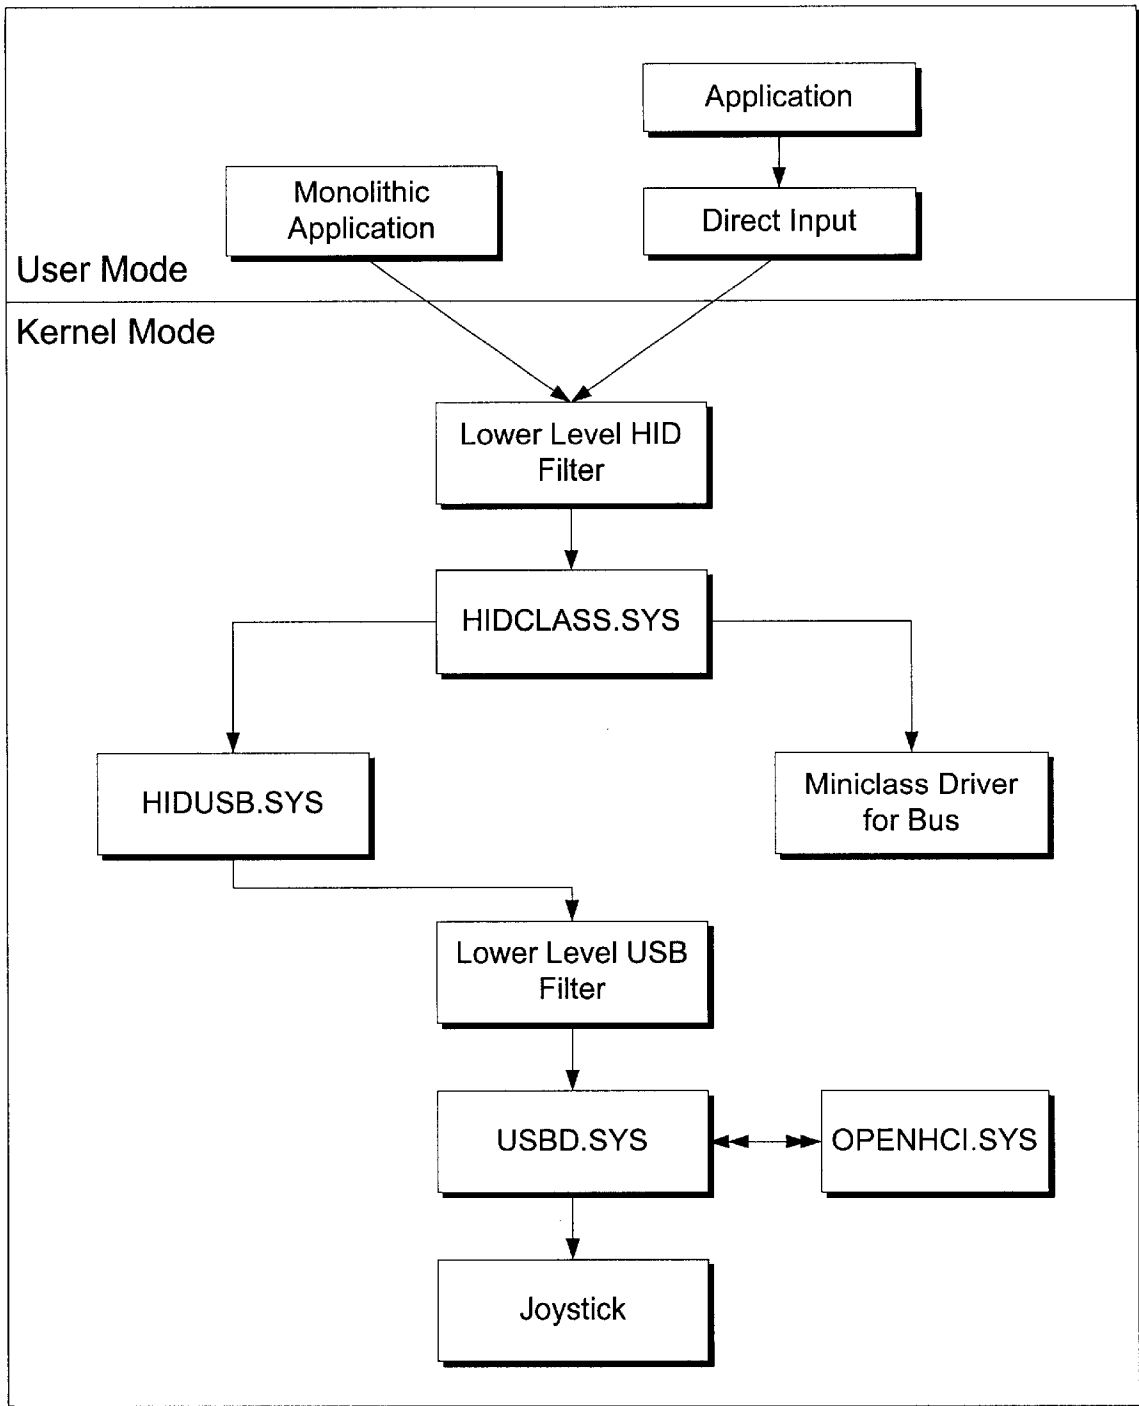 Application
Monolithic
Application
Direct Input
User Mode
Kernel Mode
Lower Level HID
Filter
HIDCLASS.SYS
HIDUSB.SYS
Miniclass Driver
for Bus
Lower Level USB
Filter
USBD.SYS
OPENHCI.SYS
Joystick